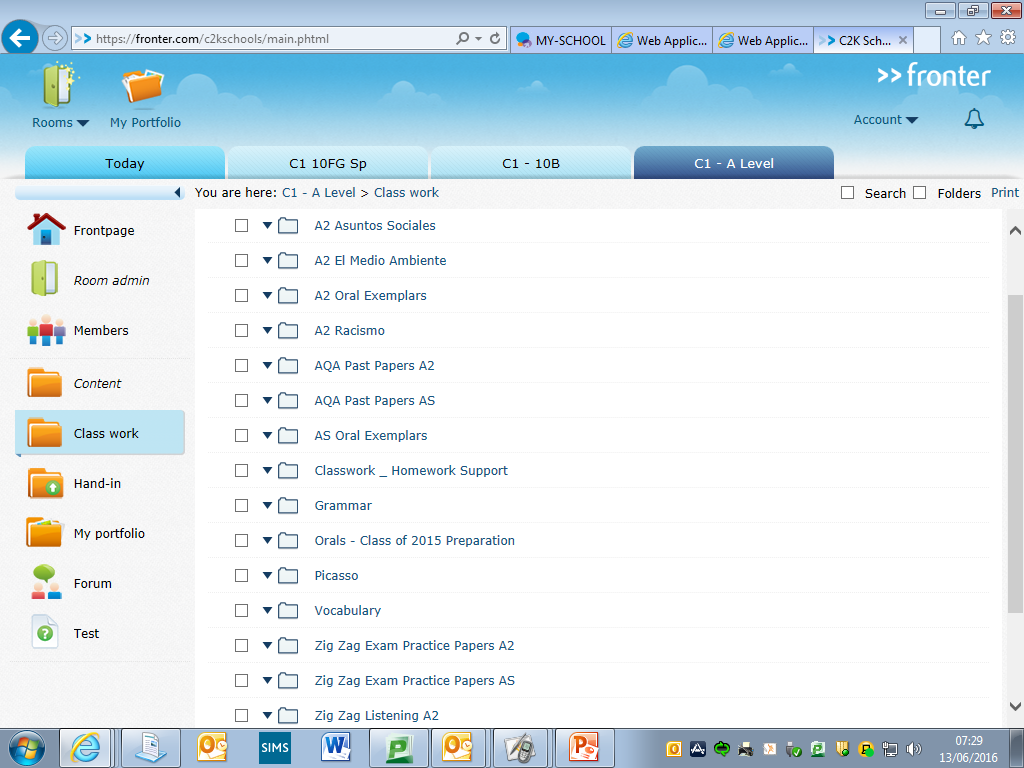 https://fronter.com/c2kschools/main.phtml
MY-SCHOOL
Web Applic...
Web Applic...
C2K Sch...
fronter
Rooms
My Portfolio
Account
Today
C1 10FG Sp
C1 - 10B
C1 - A Level
You are here: C1 - A Level > Class work
Search
Folders
Print
Frontpage
Room admin
Members
Content
Class work
Hand-in
My portfolio
Forum
Test
A2 Asuntos Sociales
A2 El Medio Ambiente
A2 Oral Exemplars
A2 Racismo
AQA Past Papers A2
AQA Past Papers AS
AS Oral Exemplars
Classwork _ Homework Support
Grammar
Orals - Class of 2015 Preparation
Picasso
Vocabulary
Zig Zag Exam Practice Papers A2
Zig Zag Exam Practice Papers AS
Zig Zag Listening A2
SIMS
07:29
13/06/2016